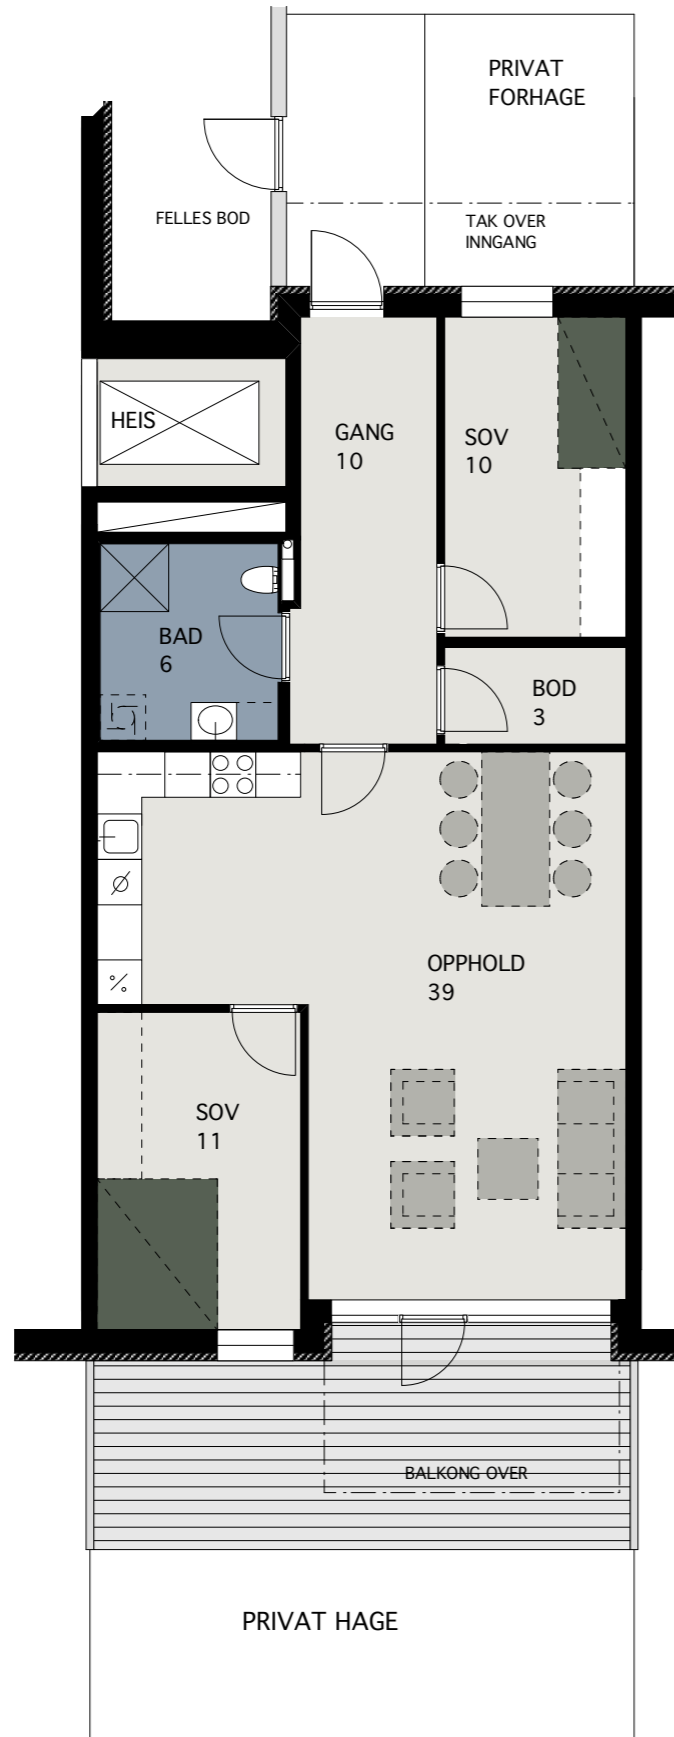 PRIVAT
FORHAGE
FELLES BOD
TAK OVER
INNGANG
HEIS
GANG
10
SOV
10
BAD
6
BOD
3
OPPHOLD
39
SOV
11
BALKONG OVER
PRIVAT HAGE